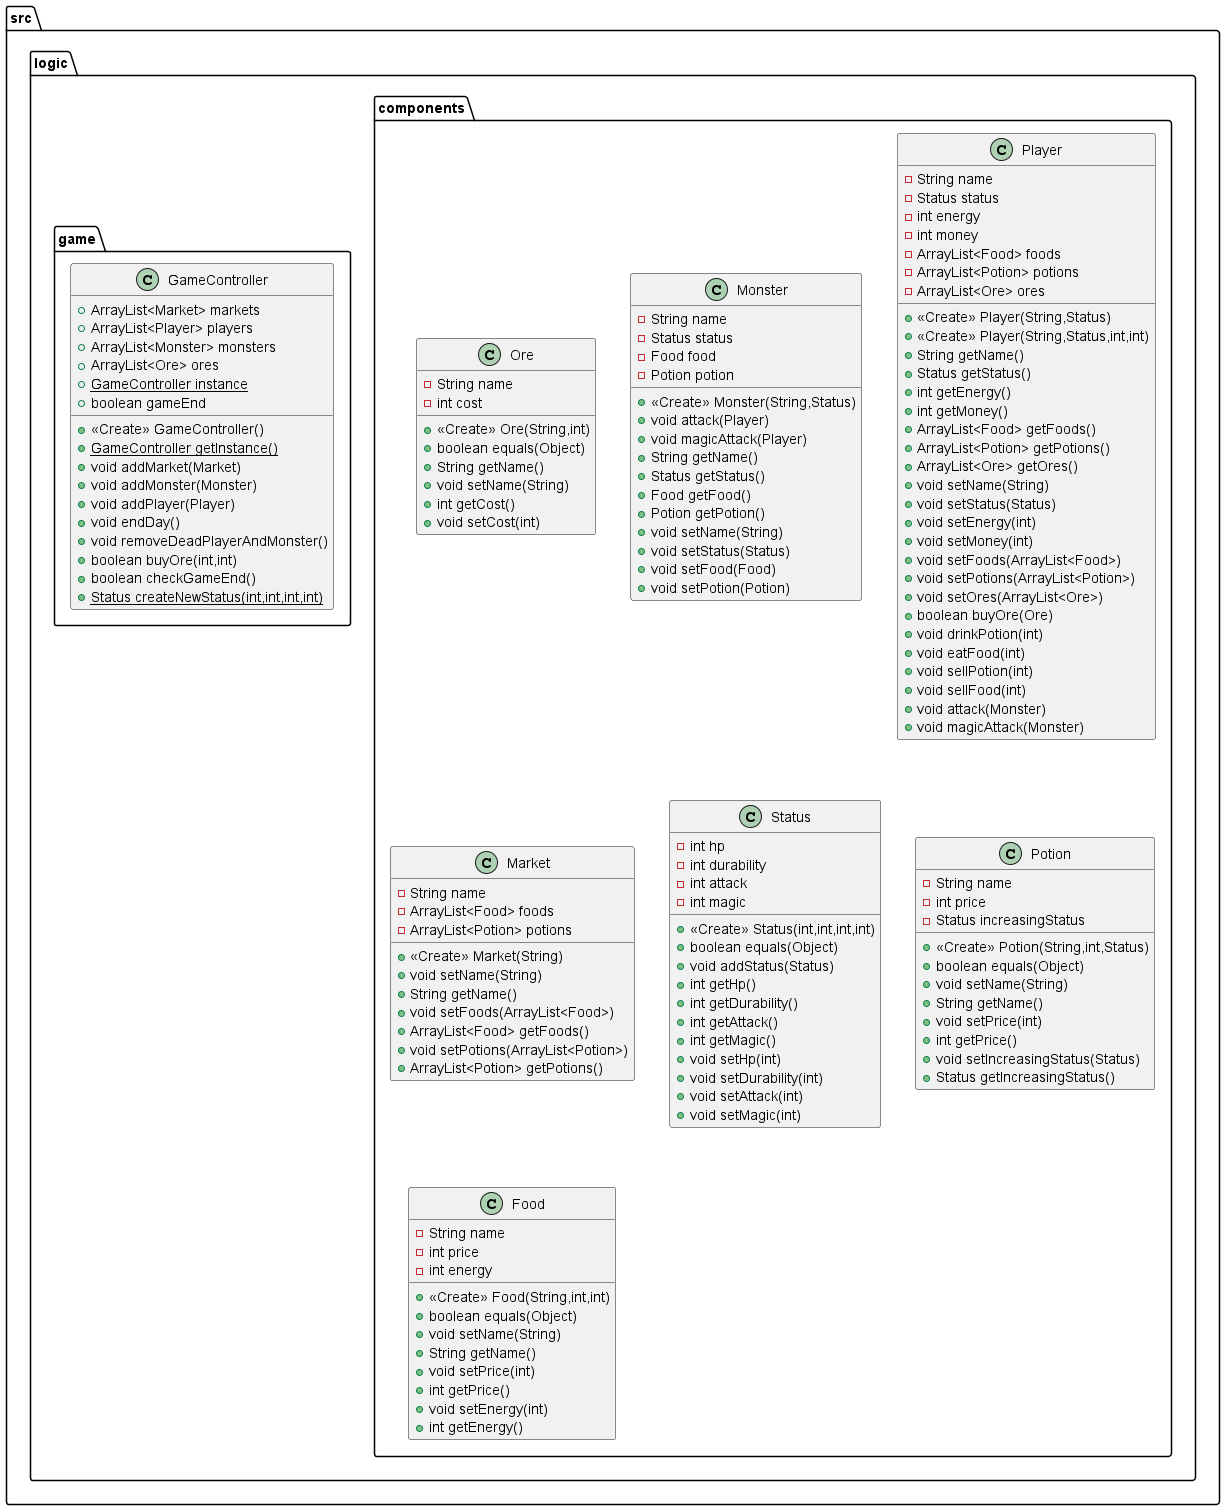 src
logic
components
game
C GameController
ArrayList<Market> markets
ArrayList<Player> players
ArrayList<Monster> monsters
ArrayList<Ore> ores
GameController instance
boolean gameEnd
«Create» GameController()
GameController getInstance()
void addMarket(Market)
void addMonster(Monster)
void addPlayer(Player)
void endDay()
void removeDeadPlayerAndMonster()
boolean buyOre(int,int)
boolean checkGameEnd()
Status createNewStatus(int,int,int,int)
C Ore
String name
int cost
«Create» Ore(String,int)
boolean equals(Object)
String getName()
void setName(String)
int getCost()
void setCost(int)
C Monster
String name
Status status
Food food
Potion potion
«Create» Monster(String,Status)
void attack(Player)
void magicAttack(Player)
String getName()
Status getStatus()
Food getFood()
Potion getPotion()
void setName(String)
void setStatus(Status)
void setFood(Food)
void setPotion(Potion)
C Player
String name
Status status
int energy
int money
ArrayList<Food> foods
ArrayList<Potion> potions
ArrayList<Ore> ores
«Create» Player(String,Status)
«Create» Player(String,Status,int,int)
String getName()
Status getStatus()
int getEnergy()
int getMoney()
ArrayList<Food> getFoods()
ArrayList<Potion> getPotions()
ArrayList<Ore> getOres()
void setName(String)
void setStatus(Status)
void setEnergy(int)
void setMoney(int)
void setFoods(ArrayList<Food>)
void setPotions(ArrayList<Potion>)
void setOres(ArrayList<Ore>)
boolean buyOre(Ore)
void drinkPotion(int)
void eatFood(int)
void sellPotion(int)
void sellFood(int)
void attack(Monster)
void magicAttack(Monster)
C Market
String name
ArrayList<Food> foods
ArrayList<Potion> potions
«Create» Market(String)
void setName(String)
String getName()
void setFoods(ArrayList<Food>)
ArrayList<Food> getFoods()
void setPotions(ArrayList<Potion>)
ArrayList<Potion> getPotions()
C Status
int hp
int durability
int attack
int magic
«Create» Status(int,int,int,int)
boolean equals(Object)
void addStatus(Status)
int getHp()
int getDurability()
int getAttack()
int getMagic()
void setHp(int)
void setDurability(int)
void setAttack(int)
void setMagic(int)
C Potion
String name
int price
Status increasingStatus
«Create» Potion(String,int,Status)
boolean equals(Object)
void setName(String)
String getName()
void setPrice(int)
int getPrice()
void setIncreasingStatus(Status)
Status getIncreasingStatus()
C Food
String name
int price
int energy
«Create» Food(String,int,int)
boolean equals(Object)
void setName(String)
String getName()
void setPrice(int)
int getPrice()
void setEnergy(int)
int getEnergy()